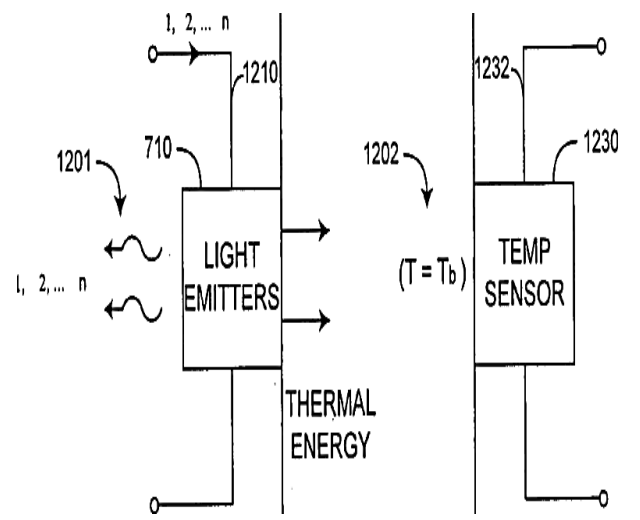 1, 2, ... n
1210
1232
710
1230
1201
1202
LIGHT
EMITTERS
1, 2, ... n
(T = Tb)
TEMP
SENSOR
THERMAL
ENERGY